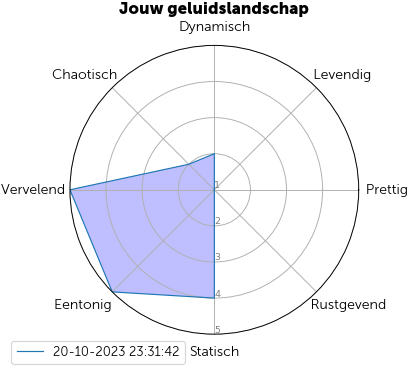 Jouw geluidslandschap
Dynamisch
Chaotisch
Levendig
Vervelend
Prettig
1
2
3
4
5
Eentonig
Rustgevend
Statisch
20-10-2023 23:31:42